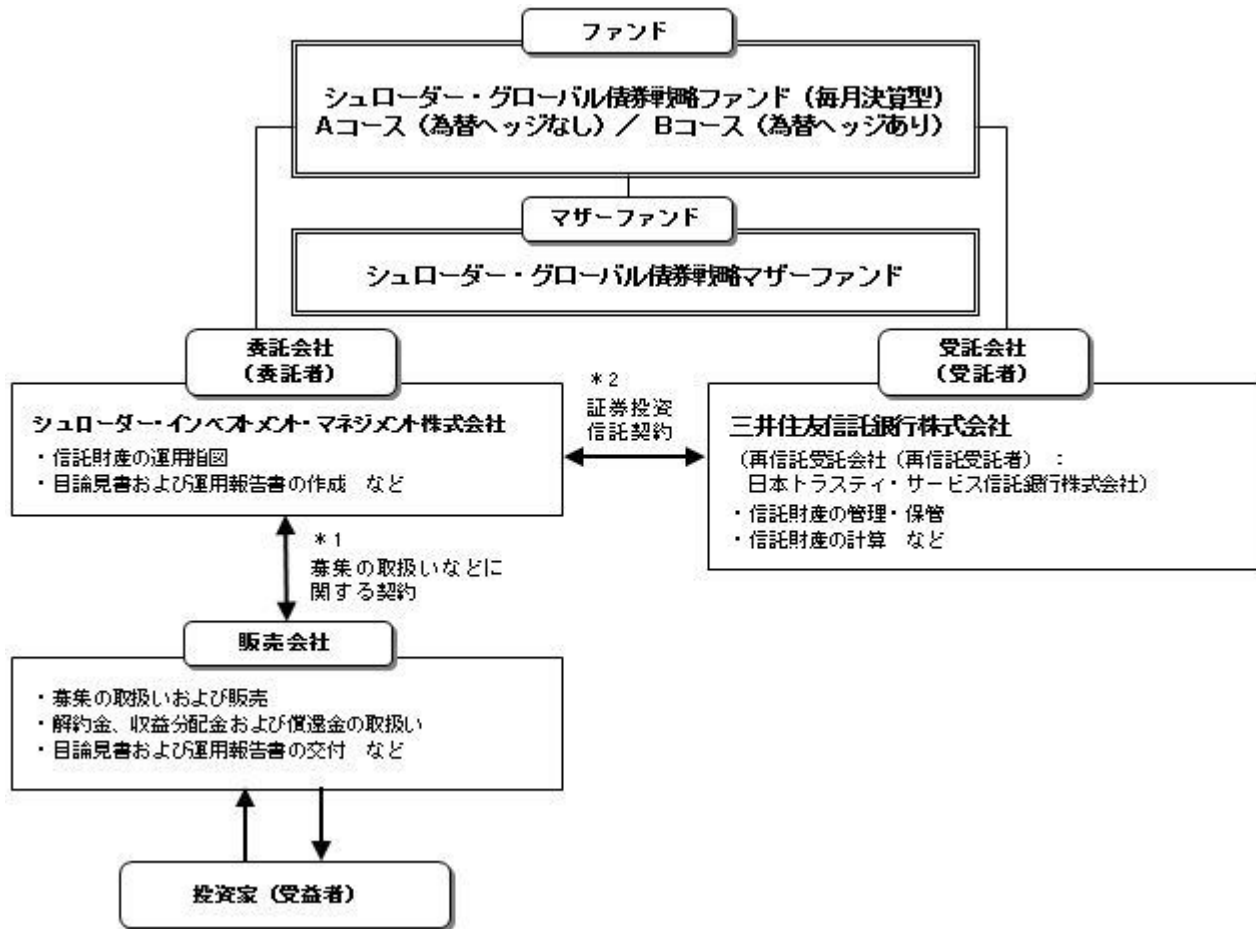 ファンド
シュローダー・グローバル債券戦略ファンド（毎月決算型）
Aコース（為替ヘッジなし）／ Bコース（為替ヘッジあり）
マザーファンド
シュローダー・グローバル債券戦略マザーファンド
委託会社
（委託者）
シュローダー・インベストメント・マネジメント株式会社
・信託財産の運用指図
・目論見書および運用報告書の作成　など
＊2
証券投資
信託契約
受託会社
（受託者）
三井住友信託銀行株式会社
（再信託受託会社（再信託受託者）：
日本トラスティ・サービス信託銀行株式会社）
・信託財産の管理・保管
・信託財産の計算　など
＊1
募集の取扱いなどに
関する契約
販売会社
・募集の取扱いおよび販売
・解約金、収益分配金および償還金の取扱い
・目論見書および運用報告書の交付　など
投資家（受益者）